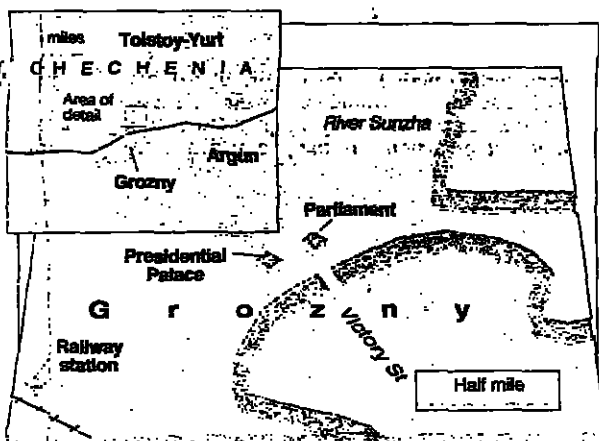 miles
Tolstoy-Yurt
CHECHENIA
Area of
detail
Argun
Grozny
River Sunzha
Parliament
Presidential
Palace
Grozny
Victory St
Railway
station
Half mile